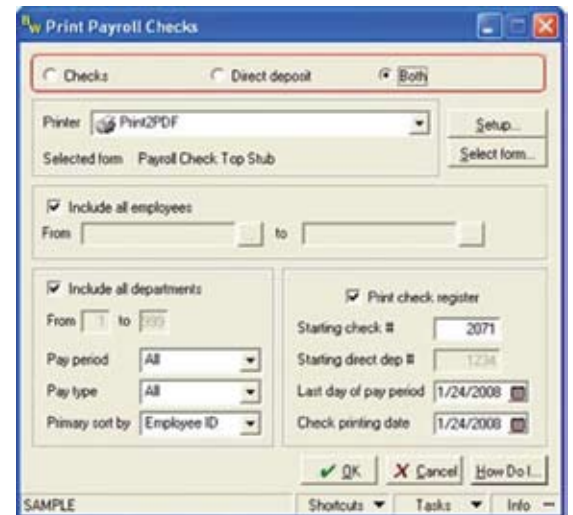 Print Payroll Checks
Checks Direct deposit Both
Printer Print2PDF Setup...
Selected form Payroll Check Top Stub Select form...
Include all employees
From to
Include all departments
From 1 to 999
Pay period All
Pay type All
Primary sort by Employee ID
Print check register
Starting check # 2071
Starting direct dep # 1234
Last day of pay period 1/24/2008
Check printing date 1/24/2008
OK Cancel How Do I...
SAMPLE Shortcuts Tasks Info